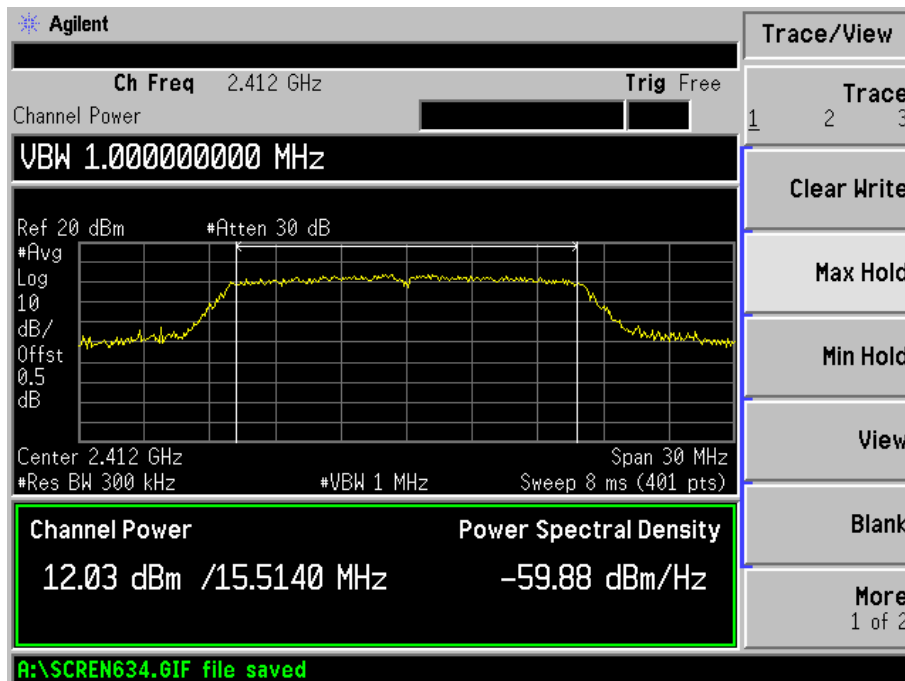 Agilent
Trace/View
Ch Freq 2.412 GHz Trig Free
Channel Power
Trace
1 2 3
VBW 1.000000000 MHz
Clear Write
Ref 20 dBm #Atten 30 dB
#Avg
Log
10
dB/
Offst
0.5
dB
Max Hold
Min Hold
View
Center 2.412 GHz Span 30 MHz
#Res BW 300 kHz #VBW 1 MHz Sweep 8 ms (401 pts)
Channel Power Power Spectral Density
12.03 dBm /15.5140 MHz -59.88 dBm/Hz
Blank
More
1 of 2
A:\SCREN634.GIF file saved